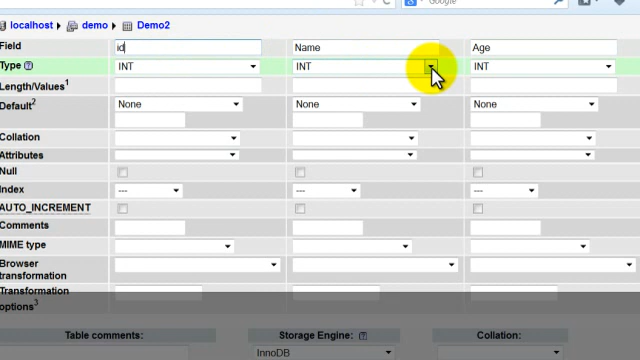 Google
localhost demo Demo2
Field id Name Age
Type INT INT INT
Length/Values1
Default2 None None None
Collation
Attributes
Null
Index --- --- ---
AUTO_INCREMENT
Comments
MIME type
Browser
transformation
Transformation
options3
Table comments: Storage Engine: Collation:
InnoDB